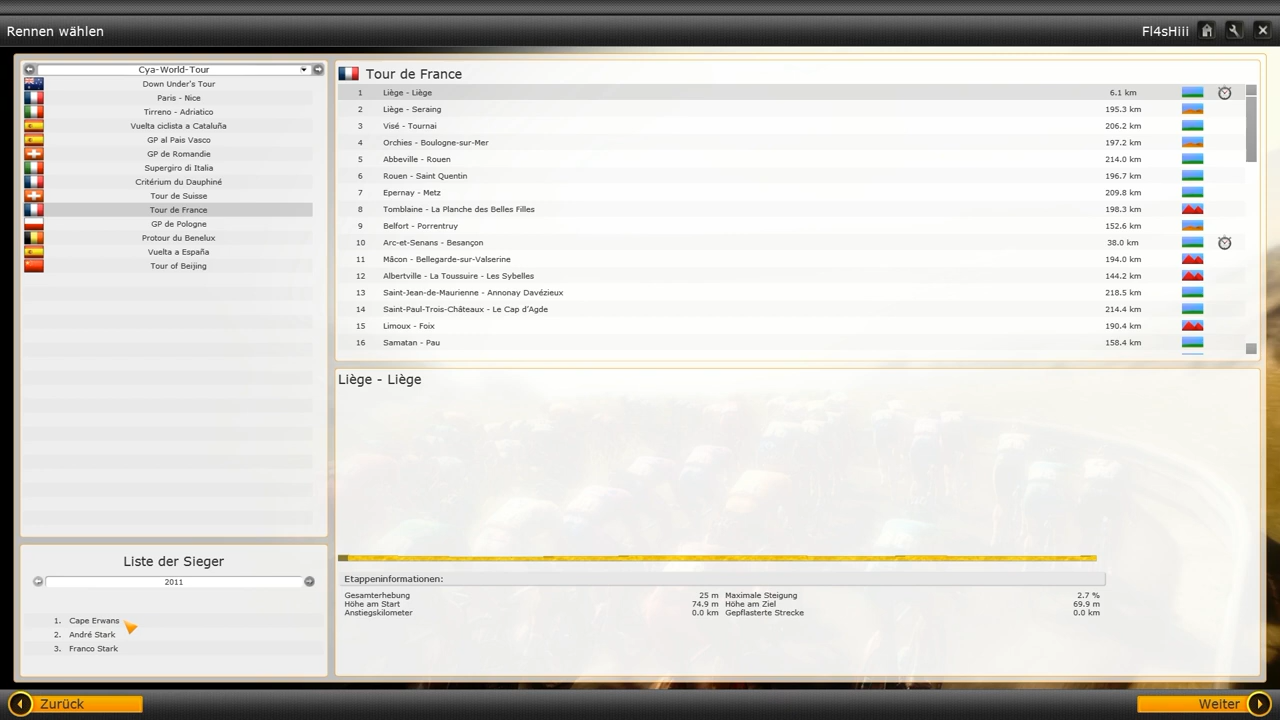 Rennen wählen
Fl4sHiii
Cya-World-Tour
Down Under's Tour
Paris - Nice
Tirreno - Adriatico
Vuelta ciclista a Cataluña
GP al Pais Vasco
GP de Romandie
Supergiro di Italia
Critérium du Dauphiné
Tour de Suisse
Tour de France
GP de Pologne
Protour du Benelux
Vuelta a España
Tour of Beijing
Liste der Sieger
2011
1. Cape Erwans
2. André Stark
3. Franco Stark
Tour de France
1 Liège - Liège 6.1 km
2 Liège - Seraing 195.3 km
3 Visé - Tournai 206.2 km
4 Orchies - Boulogne-sur-Mer 197.2 km
5 Abbeville - Rouen 214.0 km
6 Rouen - Saint Quentin 196.7 km
7 Epernay - Metz 209.8 km
8 Tomblaine - La Planche des Belles Filles 198.3 km
9 Belfort - Porrentruy 152.6 km
10 Arc-et-Senans - Besançon 38.0 km
11 Mâcon - Bellegarde-sur-Valserine 194.0 km
12 Albertville - La Toussuire - Les Sybelles 144.2 km
13 Saint-Jean-de-Maurienne - Annonay Davézieux 218.5 km
14 Saint-Paul-Trois-Châteaux - Le Cap d'Agde 214.4 km
15 Limoux - Foix 190.4 km
16 Samatan - Pau 158.4 km
Liège - Liège
Etappeninformationen:
Gesamterhebung 25 m Maximale Steigung 2.7 %
Höhe am Start 74.9 m Höhe am Ziel 69.9 m
Anstiegskilometer 0.0 km Gepflasterte Strecke 0.0 km
Zurück
Weiter